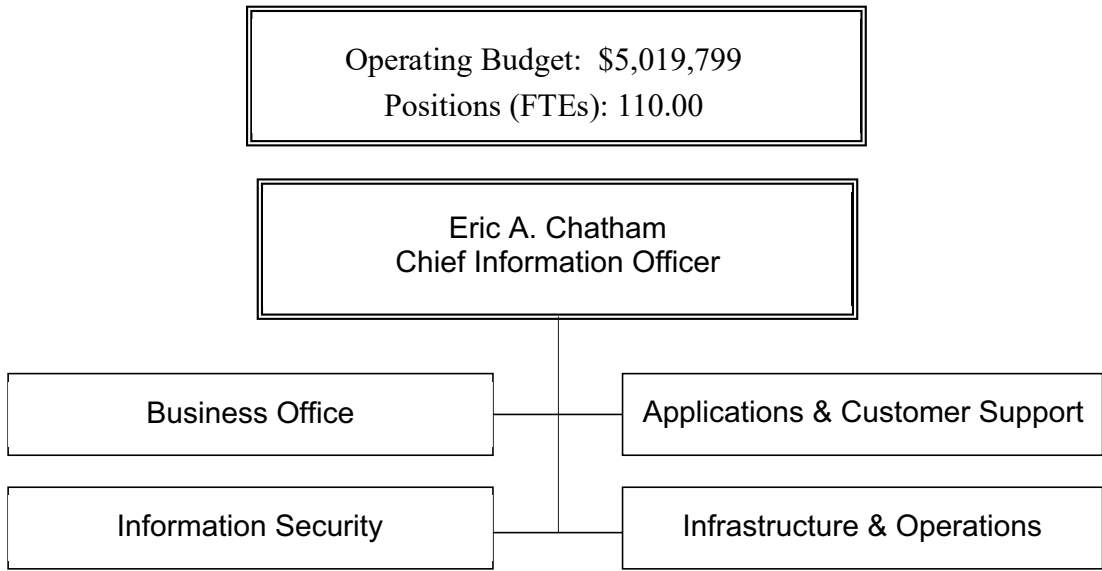 Operating Budget:  $5,019,799
Positions (FTEs): 110.00
Eric A. Chatham
Chief Information Officer
Business Office
Applications & Customer Support
Information Security
Infrastructure & Operations